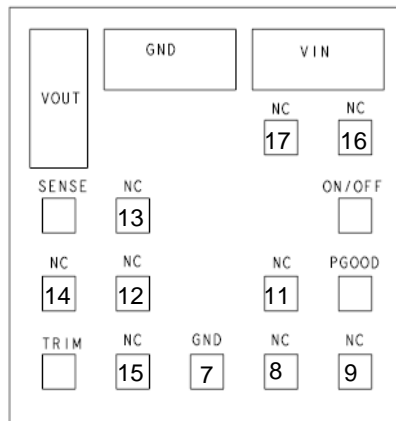 GND VIN
VOUT
NC NC
17 16
SENSE NC ON/OFF
13
NC NC NC PGOOD
14 12 11
TRIM NC GND NC NC
15 7 8 9